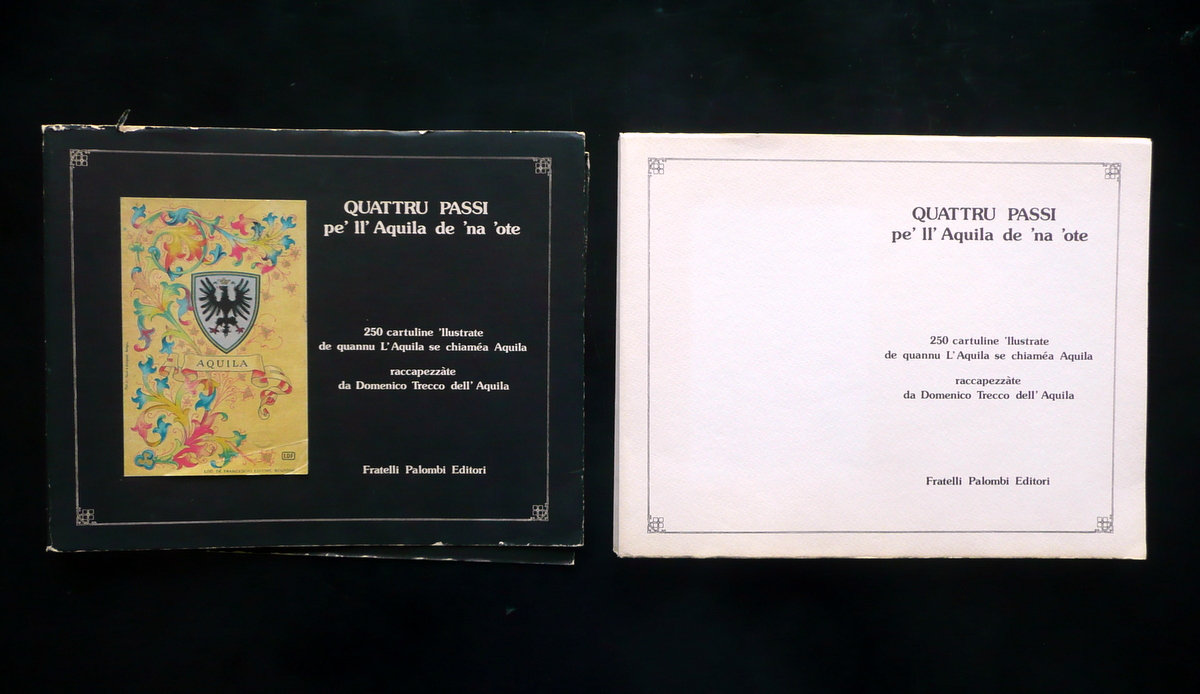 QUATTRU PASSI
pe' ll' Aquila de 'na 'ote
250 cartuline 'llustrate
de quannu L'Aquila se chiaméa Aquila
raccapezzàte
da Domenico Trecco dell' Aquila
Fratelli Palombi Editori
AQUILA
LDF
QUATTRU PASSI
pe' ll' Aquila de 'na 'ote
250 cartuline 'llustrate
de quannu L'Aquila se chiaméa Aquila
raccapezzàte
da Domenico Trecco dell' Aquila
Fratelli Palombi Editori